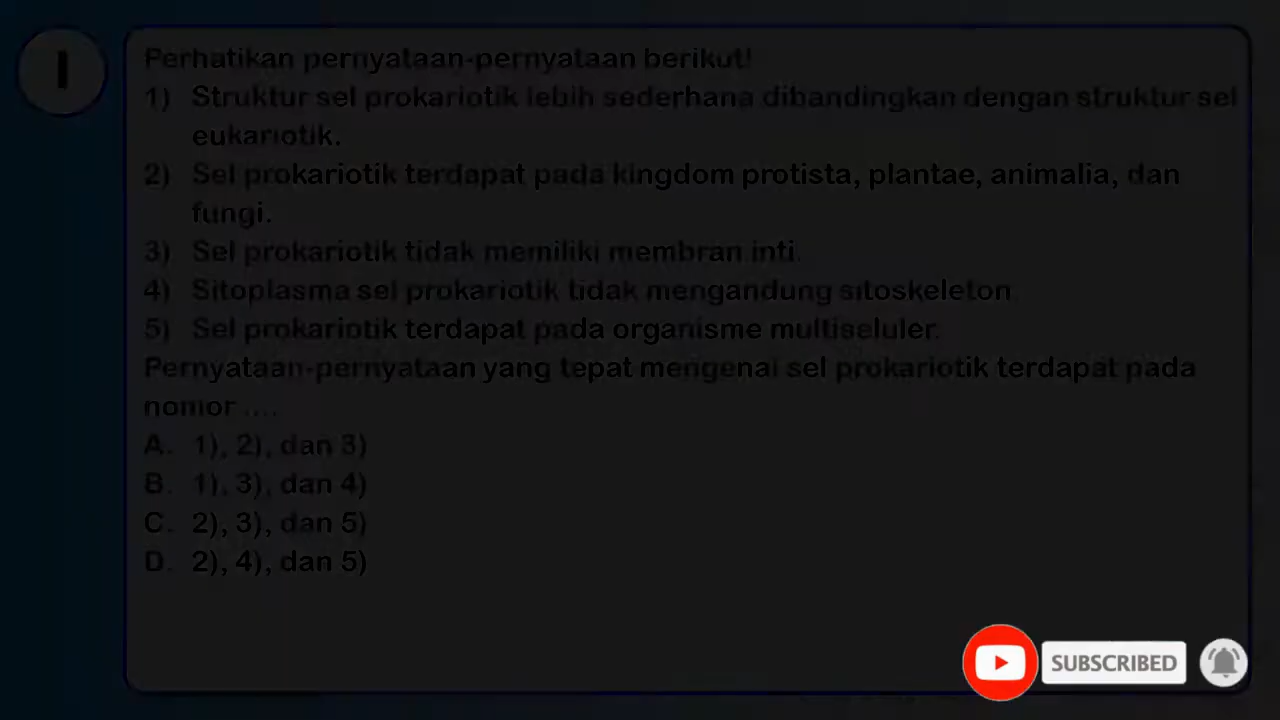 1
Perhatikan pernyataan-pernyataan berikut!
1) Struktur sel prokariotik lebih sederhana dibandingkan dengan struktur sel
eukariotik.
2) Sel prokariotik terdapat pada kingdom protista, plantae, animalia, dan
fungi.
3) Sel prokariotik tidak memiliki membran inti.
4) Sitoplasma sel prokariotik tidak mengandung sitoskeleton.
5) Sel prokariotik terdapat pada organisme multiseluler.
Pernyataan-pernyataan yang tepat mengenai sel prokariotik terdapat pada
nomor ....
A. 1), 2), dan 3)
B. 1), 3), dan 4)
C. 2), 3), dan 5)
D. 2), 4), dan 5)
SUBSCRIBED